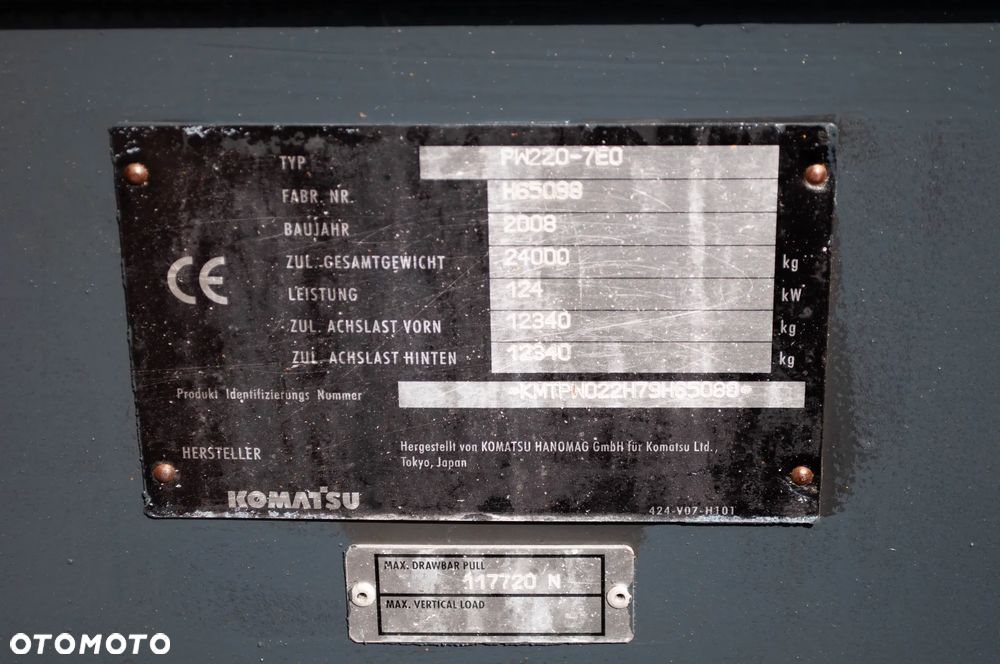 TYP PW220-7E0
FABR. NR. H65098
BAUJAHR 2008
ZUL. GESAMTGEWICHT 24000 kg
LEISTUNG 124 kW
ZUL. ACHSLAST VORN 12340 kg
ZUL. ACHSLAST HINTEN 12340 kg
CE
Produkt Identifizierungs Nummer
HERSTELLER Hergestellt von KOMATSU HANOMAG GmbH für Komatsu Ltd.,
Tokyo, Japan
KOMATSU
424-V07-H101
MAX. DRAWBAR PULL
117720 N
MAX. VERTICAL LOAD
OTOMOTO